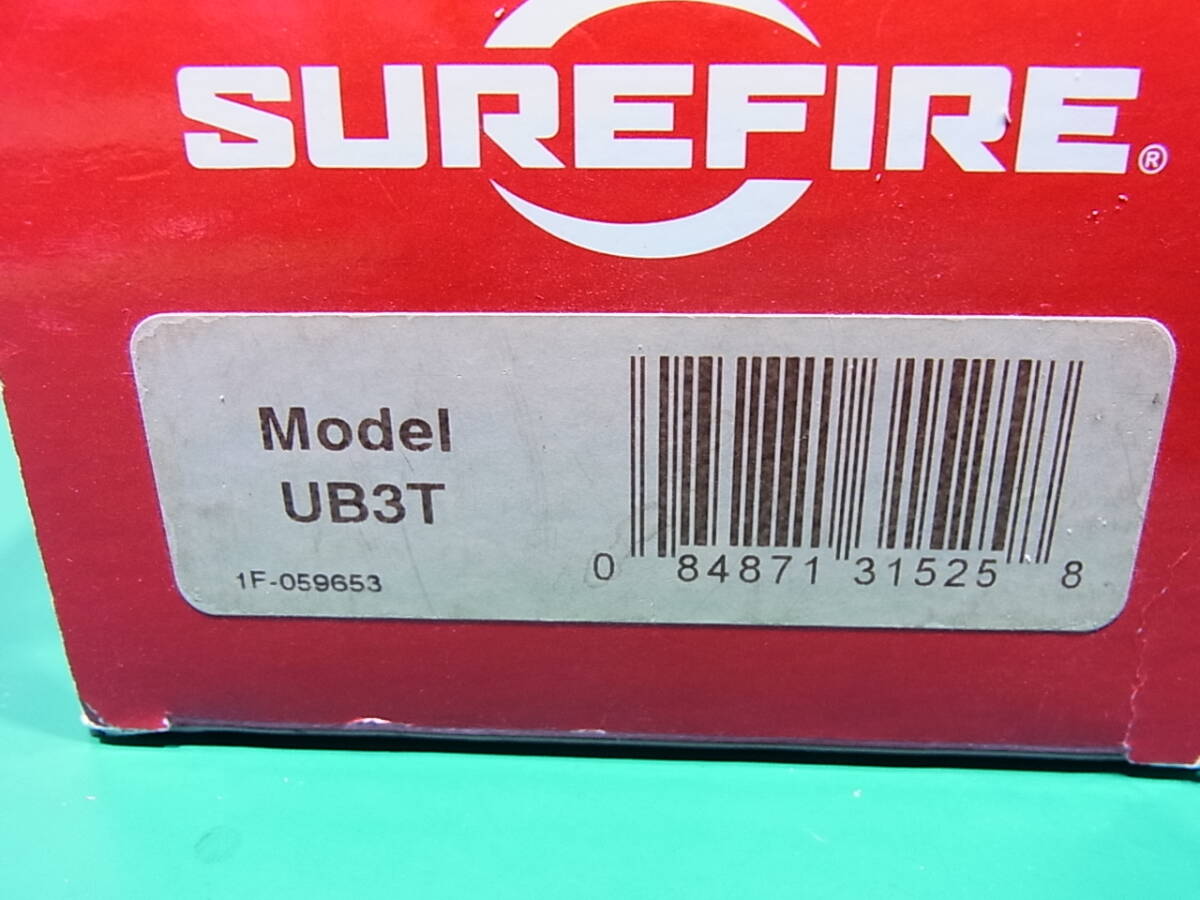 SUREFIRE®
Model
UB3T
1F-059653
0 84871 31525 8